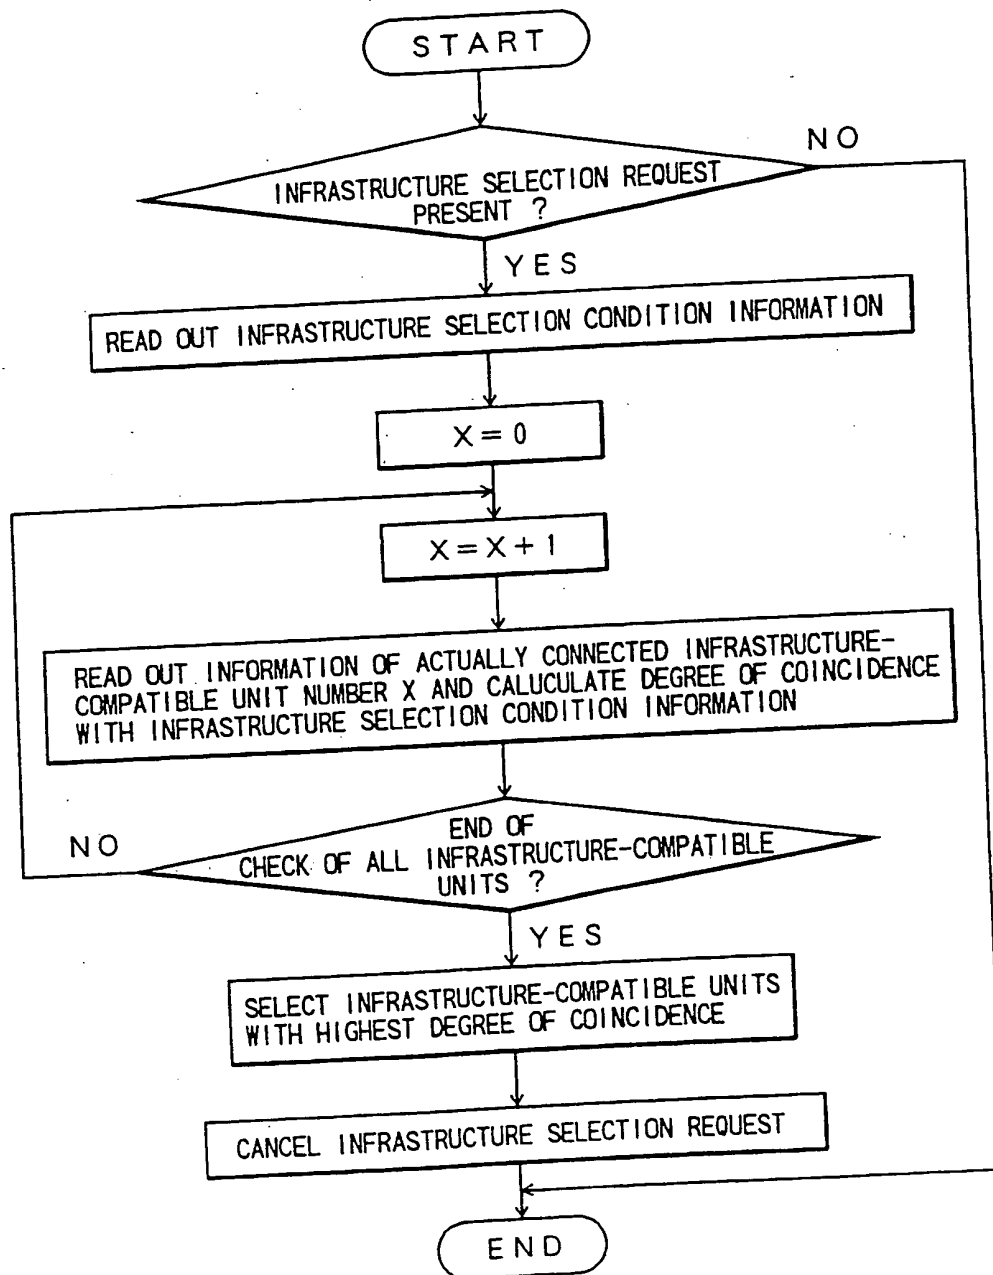 START
NO
INFRASTRUCTURE SELECTION REQUEST
PRESENT ?
YES
READ OUT INFRASTRUCTURE SELECTION CONDITION INFORMATION
X = 0
X = X + 1
READ OUT INFORMATION OF ACTUALLY CONNECTED INFRASTRUCTURE-
COMPATIBLE UNIT NUMBER X AND CALUCULATE DEGREE OF COINCIDENCE
WITH INFRASTRUCTURE SELECTION CONDITION INFORMATION
NO
END OF
CHECK OF ALL INFRASTRUCTURE-COMPATIBLE
UNITS ?
YES
SELECT INFRASTRUCTURE-COMPATIBLE UNITS
WITH HIGHEST DEGREE OF COINCIDENCE
CANCEL INFRASTRUCTURE SELECTION REQUEST
END